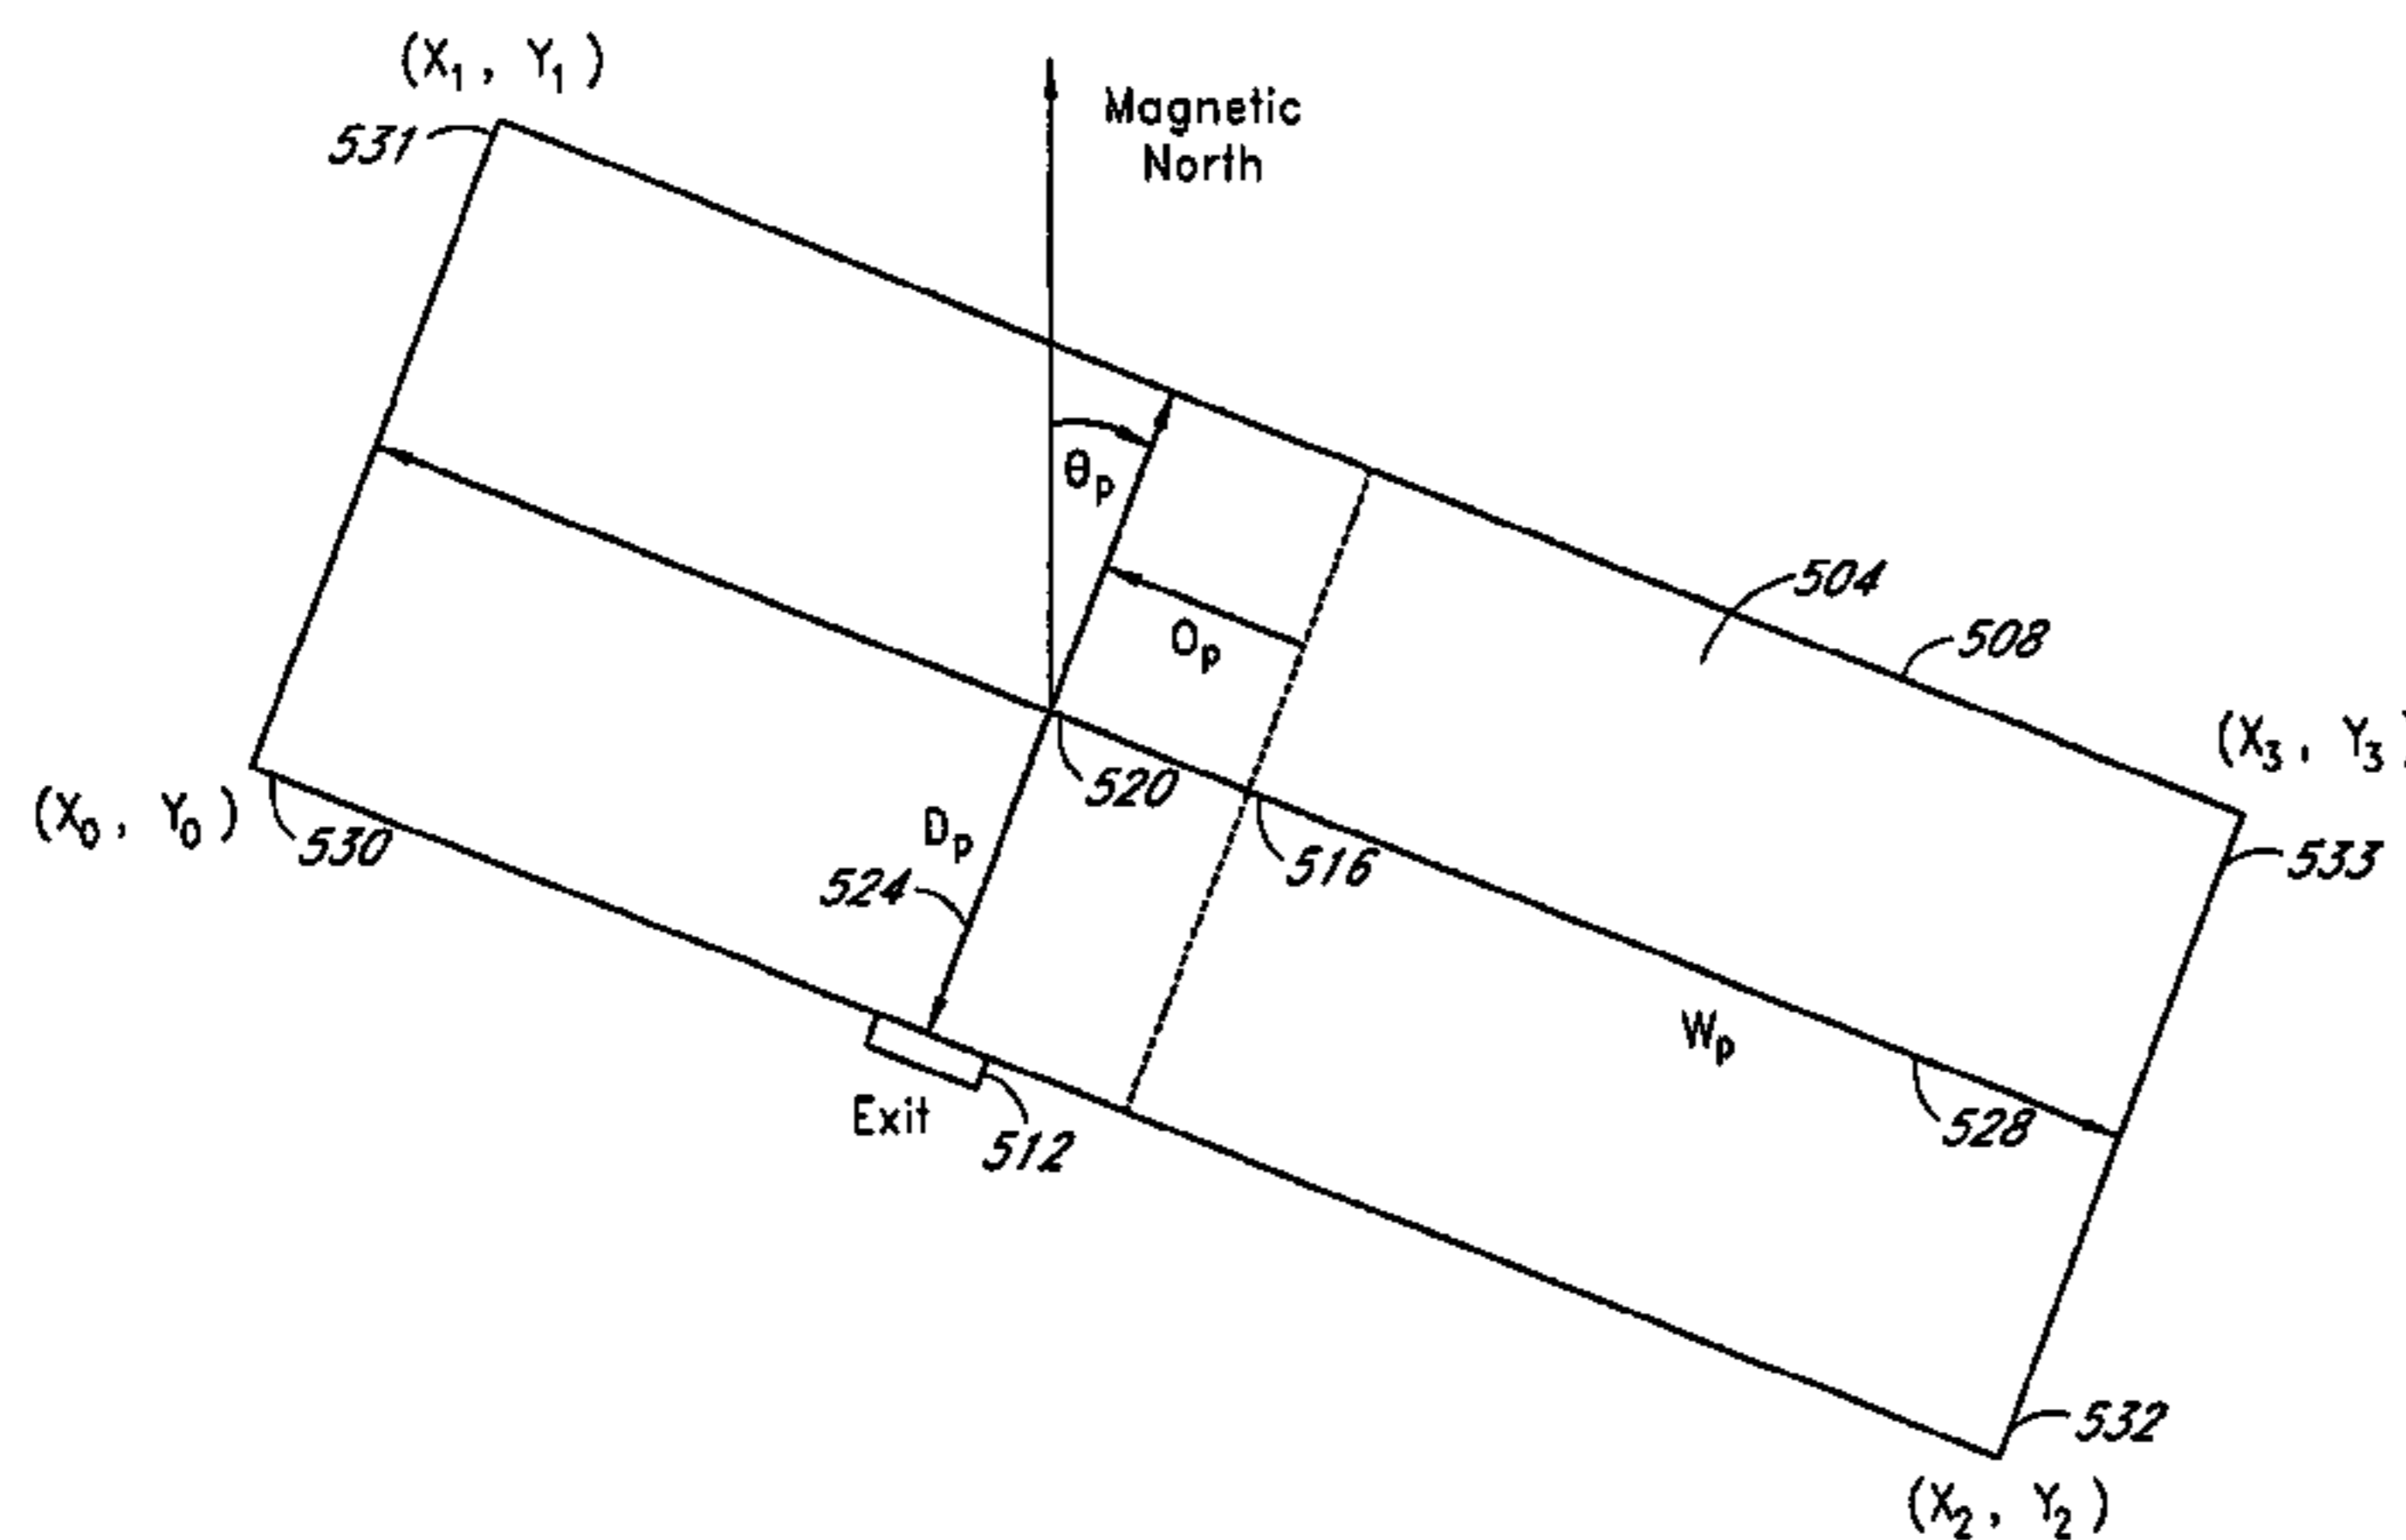 (X₁, Y₁)
531
Magnetic
North
θₚ
504
Oₚ
508
(X₃, Y₃)
520
(X₀, Y₀)
530
Dₚ
516
533
524
Wₚ
528
Exit
512
532
(X₂, Y₂)